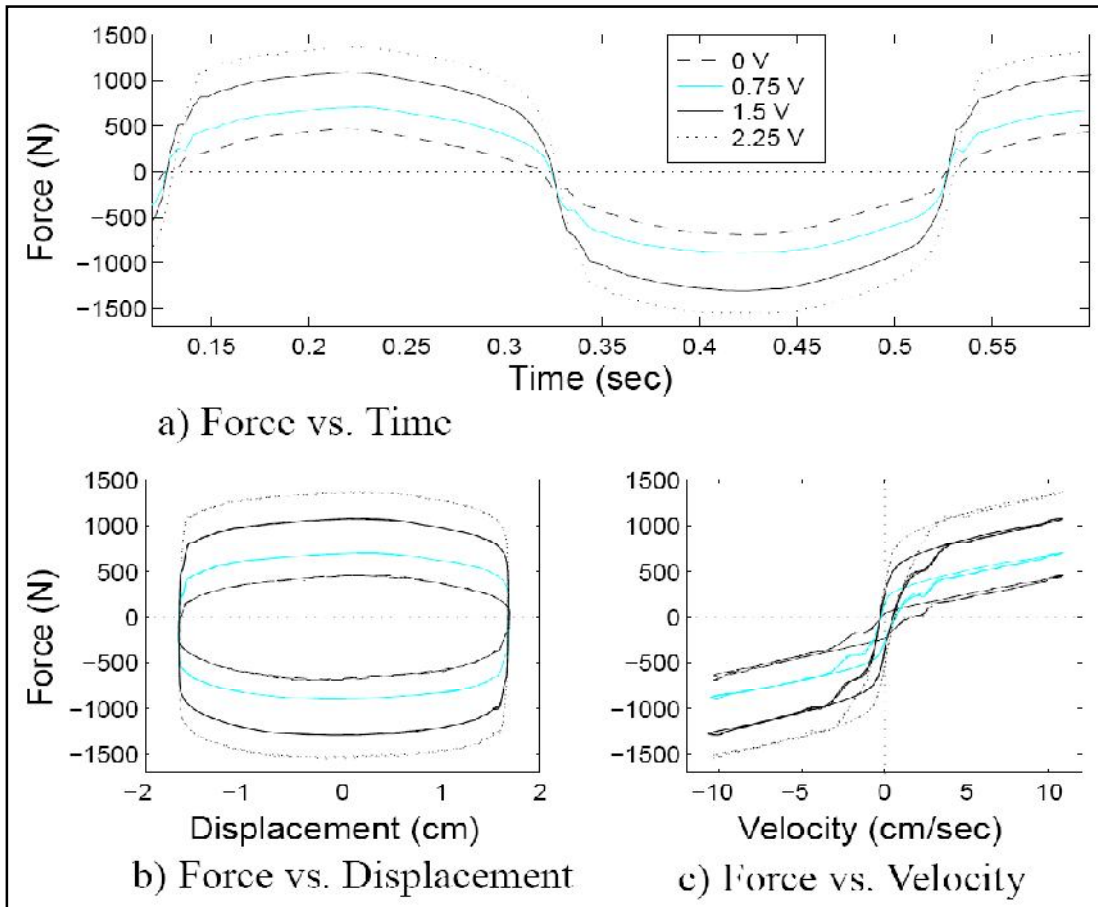 1500
1000
500
0
−500
−1000
−1500
Force (N)
0 V
0.75 V
1.5 V
2.25 V
0.15 0.2 0.25 0.3 0.35 0.4 0.45 0.5 0.55
Time (sec)
a) Force vs. Time
1500
1000
500
0
−500
−1000
−1500
Force (N)
−2 −1 0 1 2
Displacement (cm)
b) Force vs. Displacement
1500
1000
500
0
−500
−1000
−1500
−10 −5 0 5 10
Velocity (cm/sec)
c) Force vs. Velocity